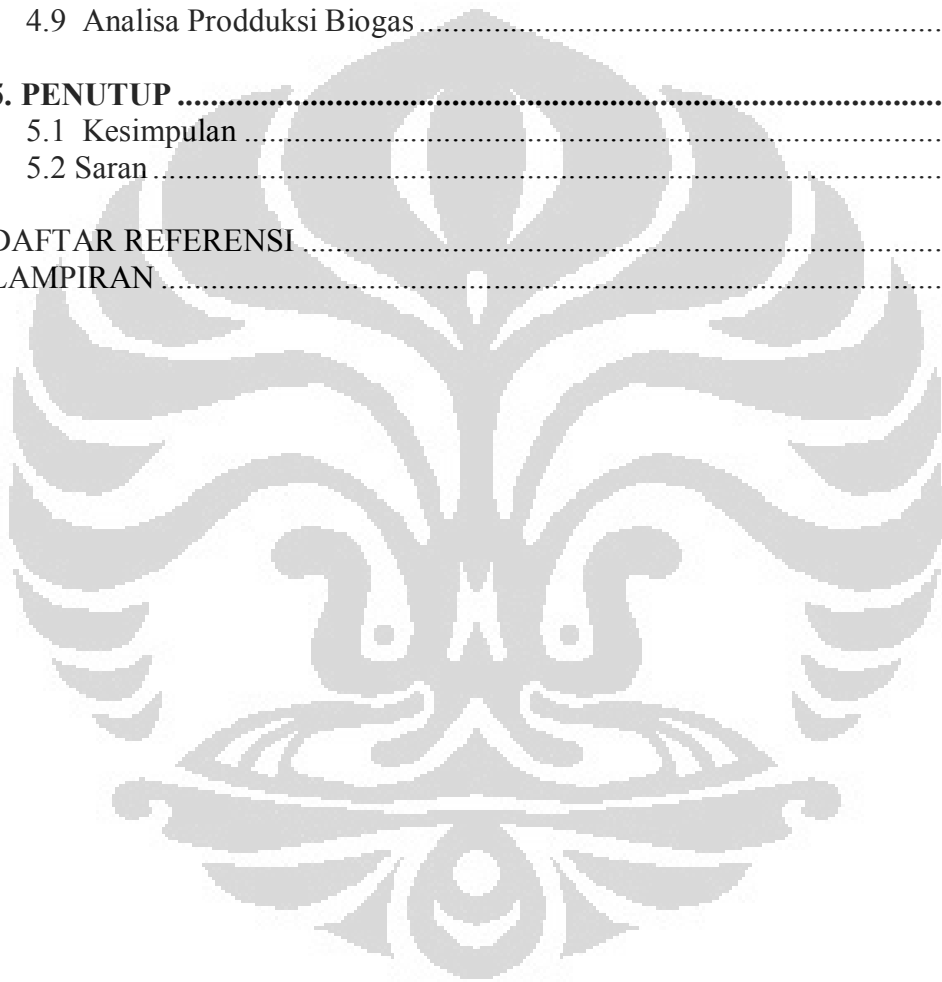 4.9 Analisa Prodduksi Biogas ..........................................................
5. PENUTUP ..........................................................
5.1 Kesimpulan ..........................................................
5.2 Saran ..........................................................
DAFTAR REFERENSI ..........................................................
LAMPIRAN ..........................................................